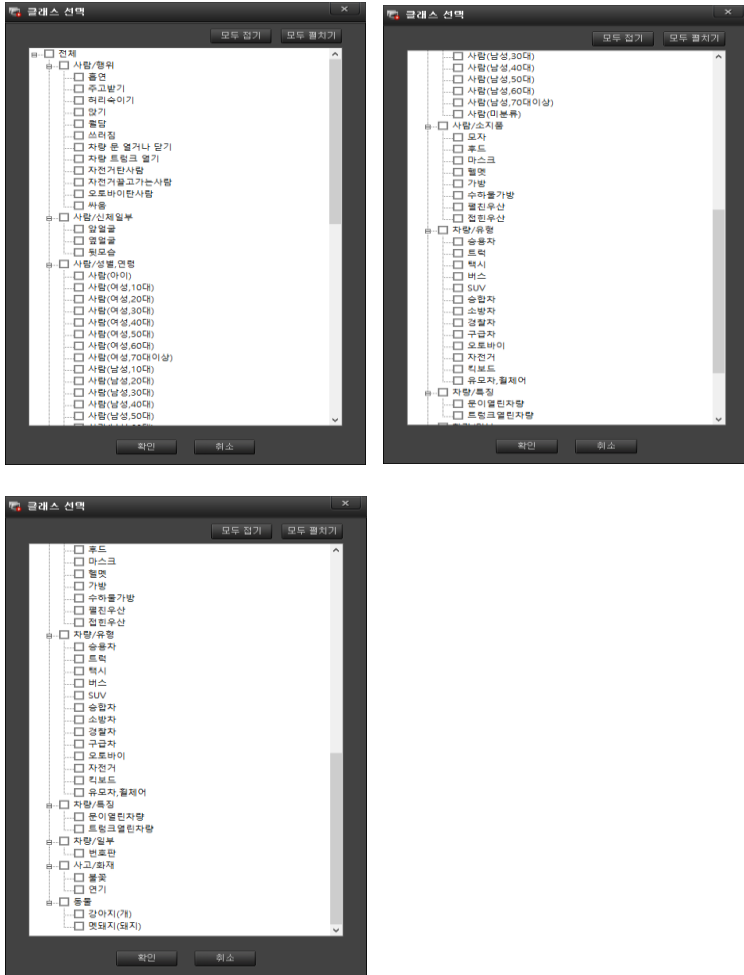 클래스 선택
모두 접기 모두 펼치기
전체
사람/행위
흡연
주고받기
허리숙이기
앉기
월담
쓰러짐
차량 문 열거나 닫기
차량 트렁크 열기
자전거탄사람
자전거끌고가는사람
오토바이탄사람
싸움
사람/신체일부
앞얼굴
옆얼굴
뒷모습
사람/성별,연령
사람(아이)
사람(여성,10대)
사람(여성,20대)
사람(여성,30대)
사람(여성,40대)
사람(여성,50대)
사람(여성,60대)
사람(여성,70대이상)
사람(남성,10대)
사람(남성,20대)
사람(남성,30대)
사람(남성,40대)
사람(남성,50대)
확인 취소
클래스 선택
모두 접기 모두 펼치기
사람(남성,30대)
사람(남성,40대)
사람(남성,50대)
사람(남성,60대)
사람(남성,70대이상)
사람(미분류)
사람/소지품
모자
후드
마스크
헬멧
가방
수하물가방
펼친우산
접힌우산
차량/유형
승용차
트럭
택시
버스
SUV
승합차
소방차
경찰차
구급차
오토바이
자전거
킥보드
유모차,휠체어
차량/특징
문이열린차량
트렁크열린차량
확인 취소
클래스 선택
모두 접기 모두 펼치기
후드
마스크
헬멧
가방
수하물가방
펼친우산
접힌우산
차량/유형
승용차
트럭
택시
버스
SUV
승합차
소방차
경찰차
구급차
오토바이
자전거
킥보드
유모차,휠체어
차량/특징
문이열린차량
트렁크열린차량
차량/일부
번호판
사고/화재
불꽃
연기
동물
강아지(개)
멧돼지(돼지)
확인 취소